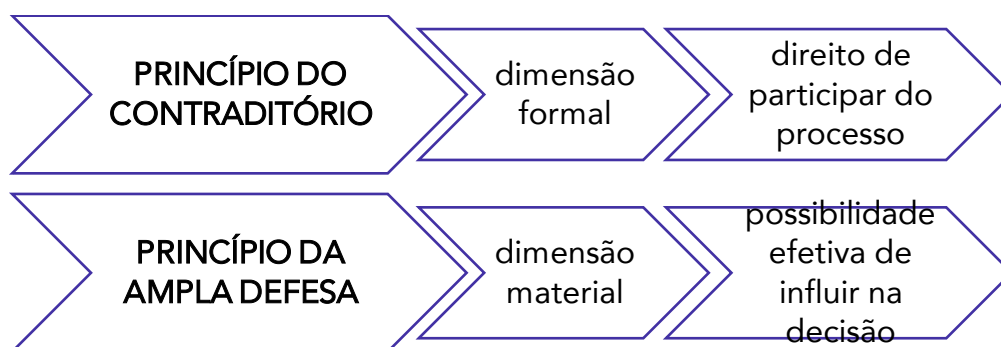 PRINCÍPIO DO
CONTRADITÓRIO
dimensão
formal
direito de
participar do
processo
PRINCÍPIO DA
AMPLA DEFESA
dimensão
material
possibilidade
efetiva de
influir na
decisão